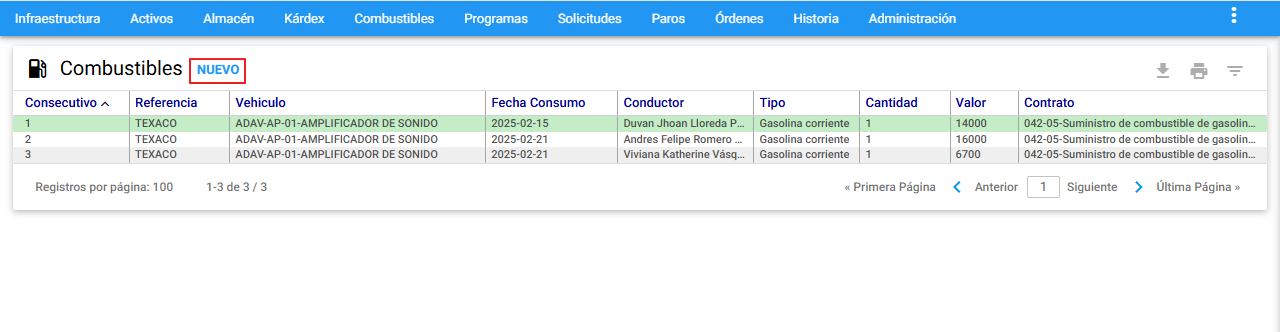 Infraestructura Activos Almacén Kárdex Combustibles Programas Solicitudes Paros Órdenes Historia Administración
Combustibles NUEVO
Consecutivo Referencia Vehiculo Fecha Consumo Conductor Tipo Cantidad Valor Contrato
1 TEXACO ADAV-AP-01-AMPLIFICADOR DE SONIDO 2025-02-15 Duvan Jhoan Lloreda P... Gasolina corriente 1 14000 042-05-Suministro de combustible de gasolin...
2 TEXACO ADAV-AP-01-AMPLIFICADOR DE SONIDO 2025-02-21 Andres Felipe Romero ... Gasolina corriente 1 16000 042-05-Suministro de combustible de gasolin...
3 TEXACO ADAV-AP-01-AMPLIFICADOR DE SONIDO 2025-02-21 Viviana Katherine Vásq... Gasolina corriente 1 6700 042-05-Suministro de combustible de gasolin...
Registros por página: 100 1-3 de 3 / 3 « Primera Página Anterior 1 Siguiente Última Página »